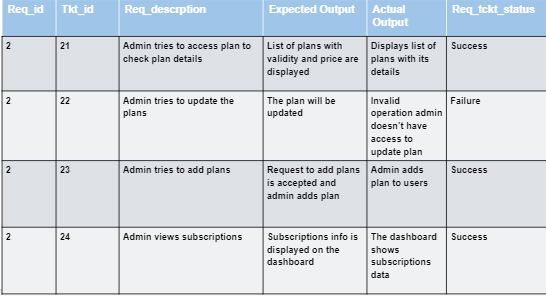 Req_id Tkt_id Req_descrption Expected Output Actual Output Req_tckt_status
2 21 Admin tries to access plan to check plan details List of plans with validity and price are displayed Displays list of plans with its details Success
2 22 Admin tries to update the plans The plan will be updated Invalid operation admin doesn't have access to update plan Failure
2 23 Admin tries to add plans Request to add plans is accepted and admin adds plan Admin adds plan to users Success
2 24 Admin views subscriptions Subscriptions info is displayed on the dashboard The dashboard shows subscriptions data Success